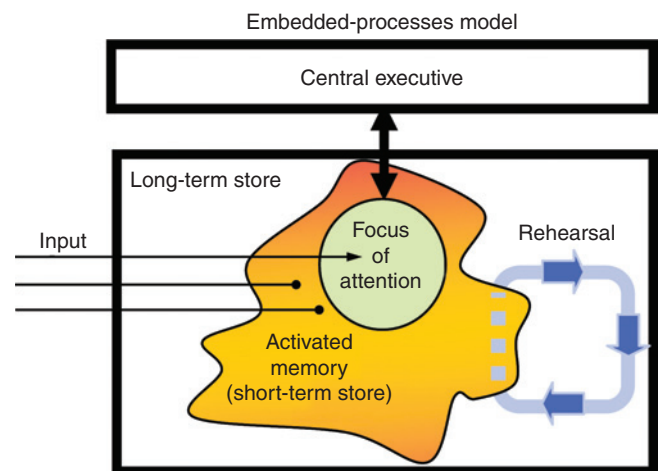 Embedded-processes model
Central executive
Long-term store
Input
Focus
of
attention
Rehearsal
Activated
memory
(short-term store)